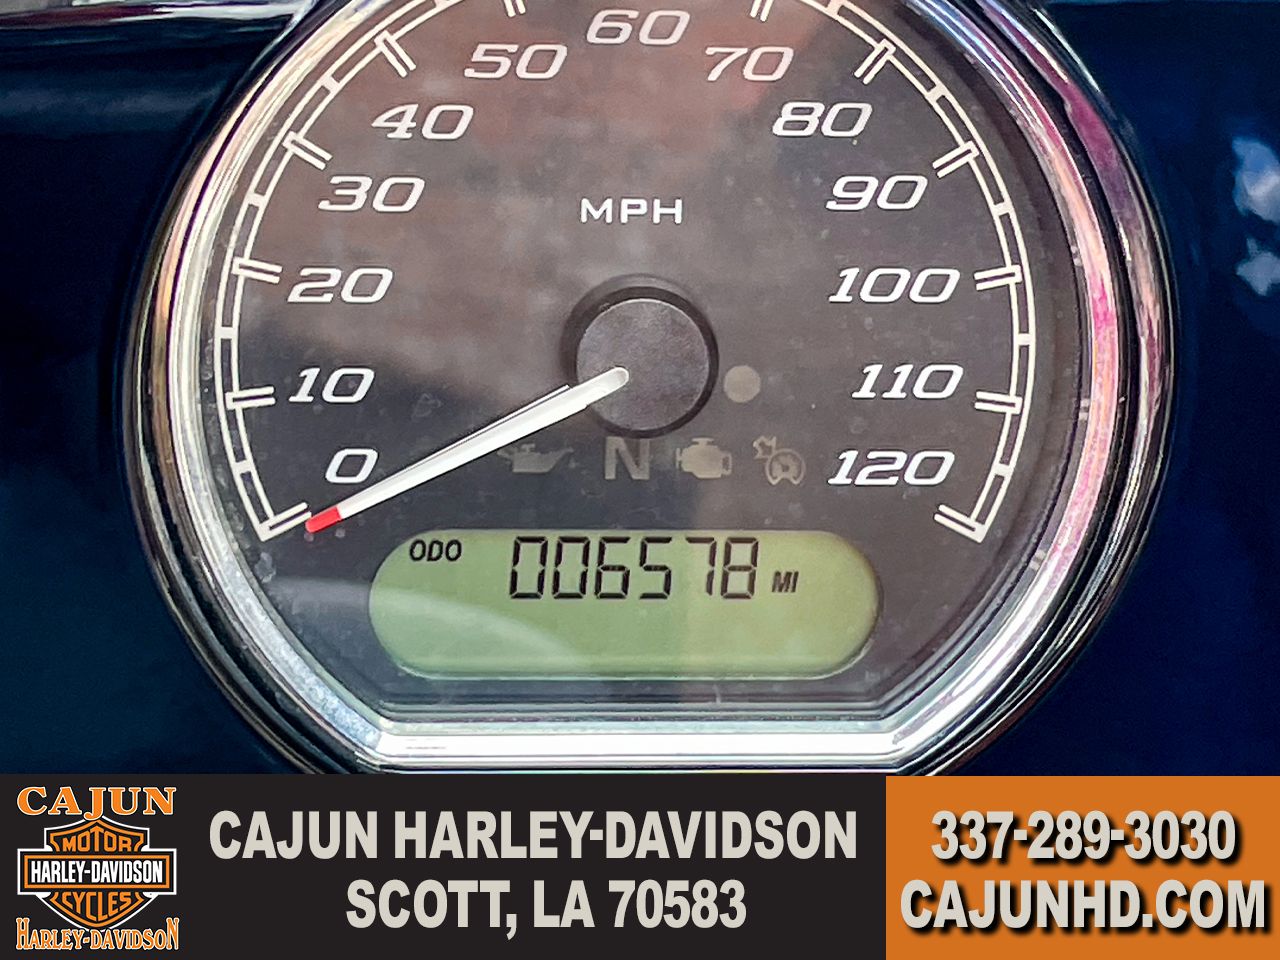 60
50 70
40 80
30 90
MPH
20 100
10 110
0 N 120
ODO 006578 MI
CAJUN
MOTOR
HARLEY-DAVIDSON
CYCLES
HARLEY-DAVIDSON
CAJUN HARLEY-DAVIDSON
SCOTT, LA 70583
337-289-3030
CAJUNHD.COM